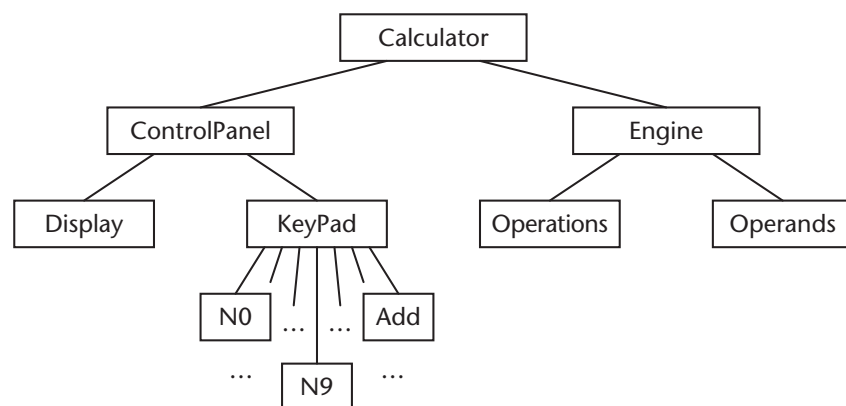 Calculator
ControlPanel
Engine
Display
KeyPad
Operations
Operands
N0
...
...
Add
...
N9
...